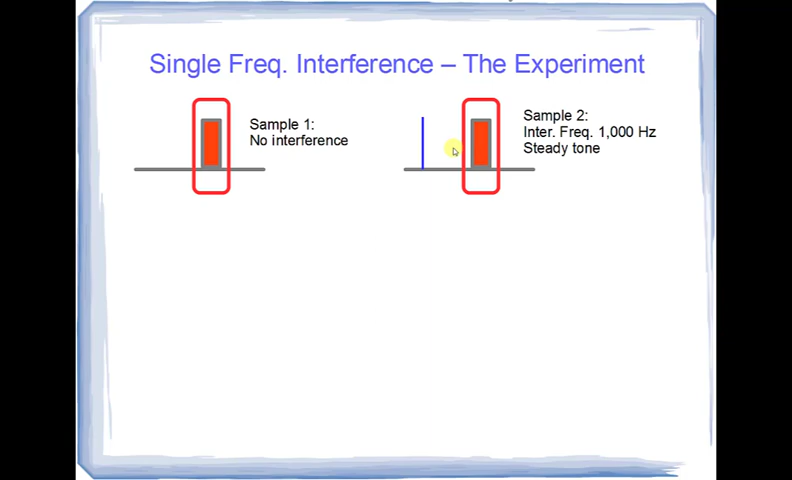 Single Freq. Interference – The Experiment
Sample 1:
No interference
Sample 2:
Inter. Freq. 1,000 Hz
Steady tone